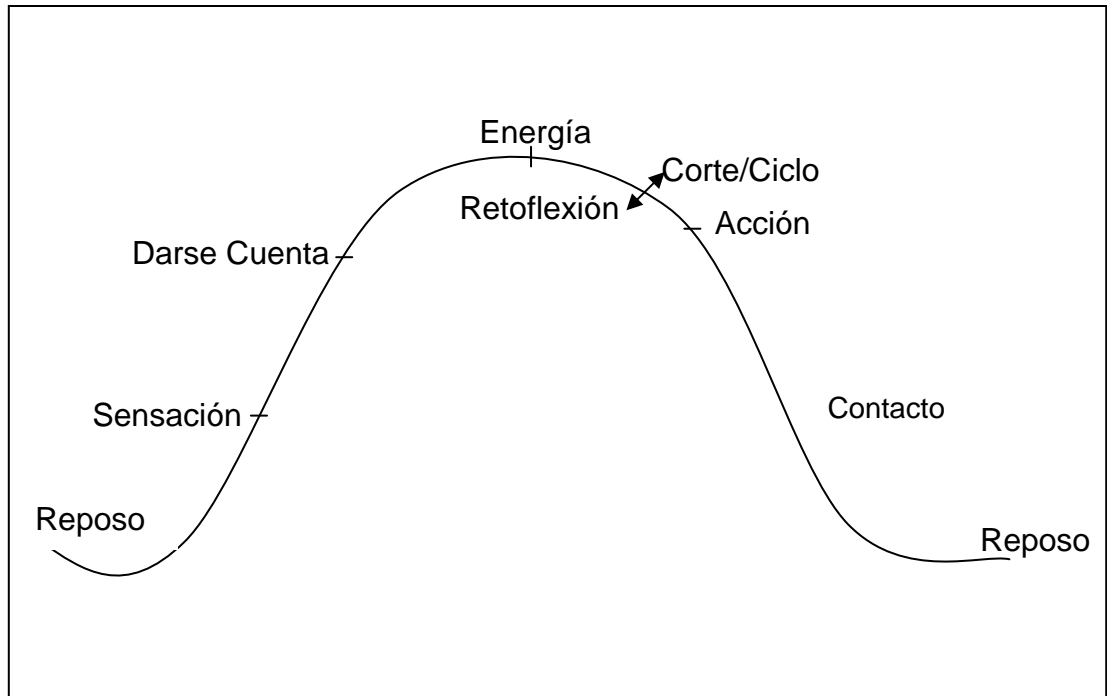 Energía
Corte/Ciclo
Retoflexión
Acción
Darse Cuenta
Sensación
Contacto
Reposo
Reposo